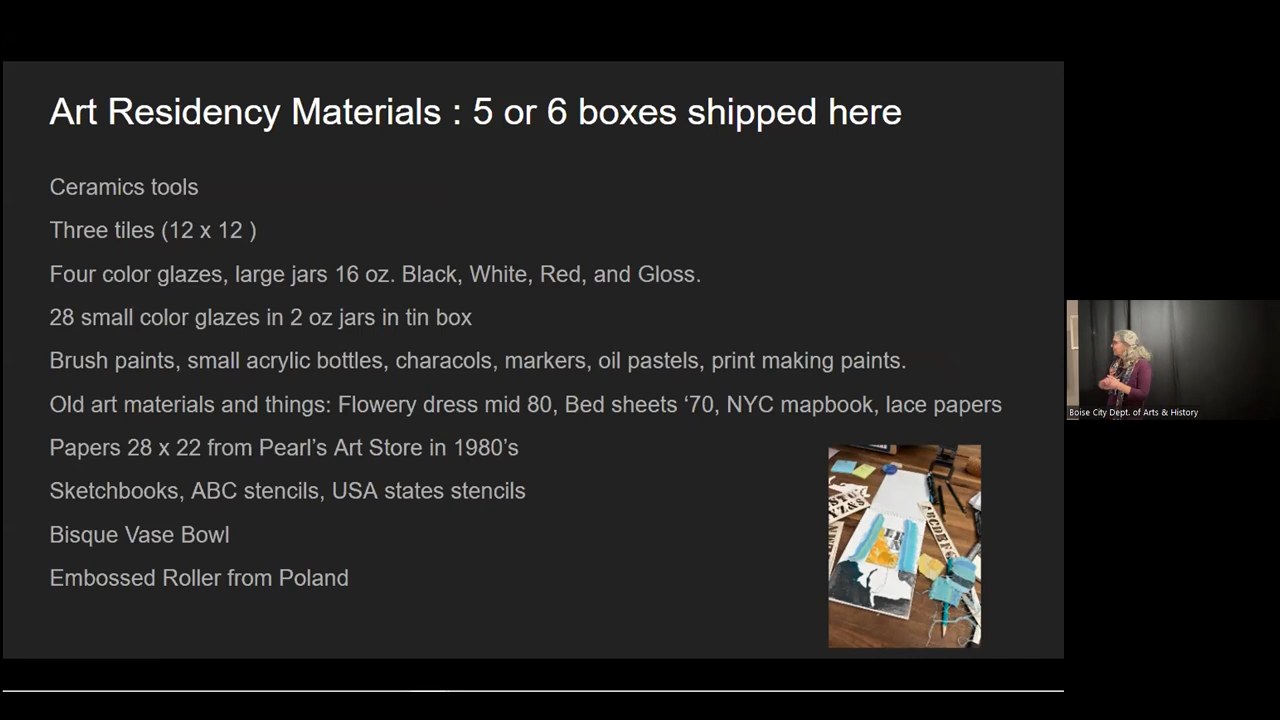 Art Residency Materials : 5 or 6 boxes shipped here
Ceramics tools
Three tiles (12 x 12 )
Four color glazes, large jars 16 oz. Black, White, Red, and Gloss.
28 small color glazes in 2 oz jars in tin box
Brush paints, small acrylic bottles, characols, markers, oil pastels, print making paints.
Old art materials and things: Flowery dress mid 80, Bed sheets ‘70, NYC mapbook, lace papers
Papers 28 x 22 from Pearl’s Art Store in 1980’s
Sketchbooks, ABC stencils, USA states stencils
Bisque Vase Bowl
Embossed Roller from Poland
Boise City Dept. of Arts & History